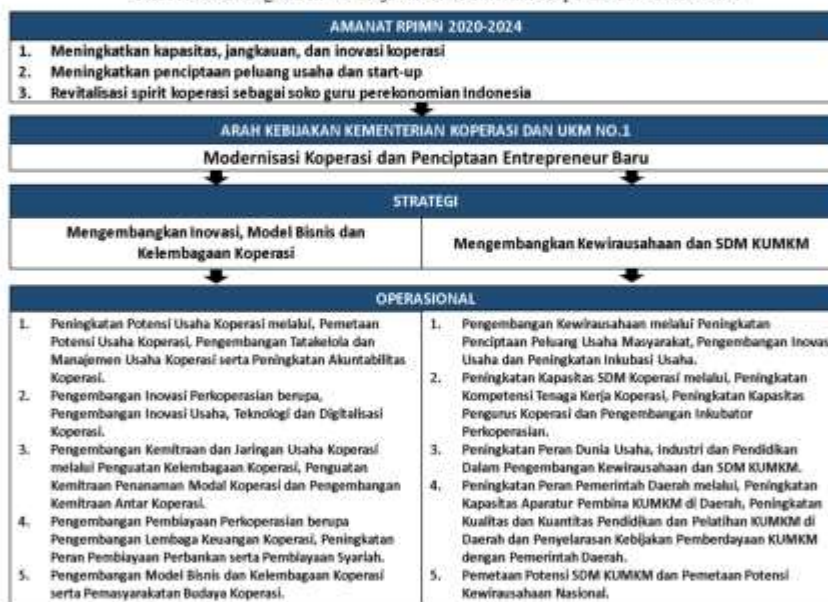 AMANAT RPJMN 2020-2024
1. Meningkatkan kapasitas, jangkauan, dan inovasi koperasi
2. Meningkatkan penciptaan peluang usaha dan start-up
3. Revitalisasi spirit koperasi sebagai soko guru perekonomian Indonesia
ARAH KEBIJAKAN KEMENTERIAN KOPERASI DAN UKM NO.1
Modernisasi Koperasi dan Penciptaan Entrepreneur Baru
STRATEGI
Mengembangkan Inovasi, Model Bisnis dan
Kelembagaan Koperasi
Mengembangkan Kewirausahaan dan SDM KUMKM
OPERASIONAL
1. Peningkatan Potensi Usaha Koperasi melalui, Pemetaan
Potensi Usaha Koperasi, Pengembangan Tatakelola dan
Manajemen Usaha Koperasi serta Peningkatan Akuntabilitas
Koperasi.
2. Pengembangan Inovasi Perkoperasian berupa,
Pengembangan Inovasi Usaha, Teknologi dan Digitalisasi
Koperasi.
3. Pengembangan Kemitraan dan Jaringan Usaha Koperasi
melalui Penguatan Kelembagaan Koperasi, Penguatan
Kemitraan Penanaman Modal Koperasi dan Pengembangan
Kemitraan Antar Koperasi.
4. Pengembangan Pembiayaan Perkoperasian berupa
Pengembangan Lembaga Keuangan Koperasi, Peningkatan
Peran Pembiayaan Perbankan serta Pembiayaan Syariah.
5. Pengembangan Model Bisnis dan Kelembagaan Koperasi
serta Pemasyarakatan Budaya Koperasi.
1. Pengembangan Kewirausahaan melalui Peningkatan
Penciptaan Peluang Usaha Masyarakat, Pengembangan Inovas
Usaha dan Peningkatan Inkubasi Usaha.
2. Peningkatan Kapasitas SDM Koperasi melalui, Peningkatan
Kompetensi Tenaga Kerja Koperasi, Peningkatan Kapasitas
Pengurus Koperasi dan Pengembangan Inkubator
Perkoperasian.
3. Peningkatan Peran Dunia Usaha, Industri dan Pendidikan
Dalam Pengembangan Kewirausahaan dan SDM KUMKM.
4. Peningkatan Peran Pemerintah Daerah melalui, Peningkatan
Kapasitas Aparatur Pembina KUMKM di Daerah, Peningkatan
Kualitas dan Kuantitas Pendidikan dan Pelatihan KUMKM di
Daerah dan Penyelarasan Kebijakan Pemberdayaan KUMKM
dengan Pemerintah Daerah.
5. Pemetaan Potensi SDM KUMKM dan Pemetaan Potensi
Kewirausahaan Nasional.